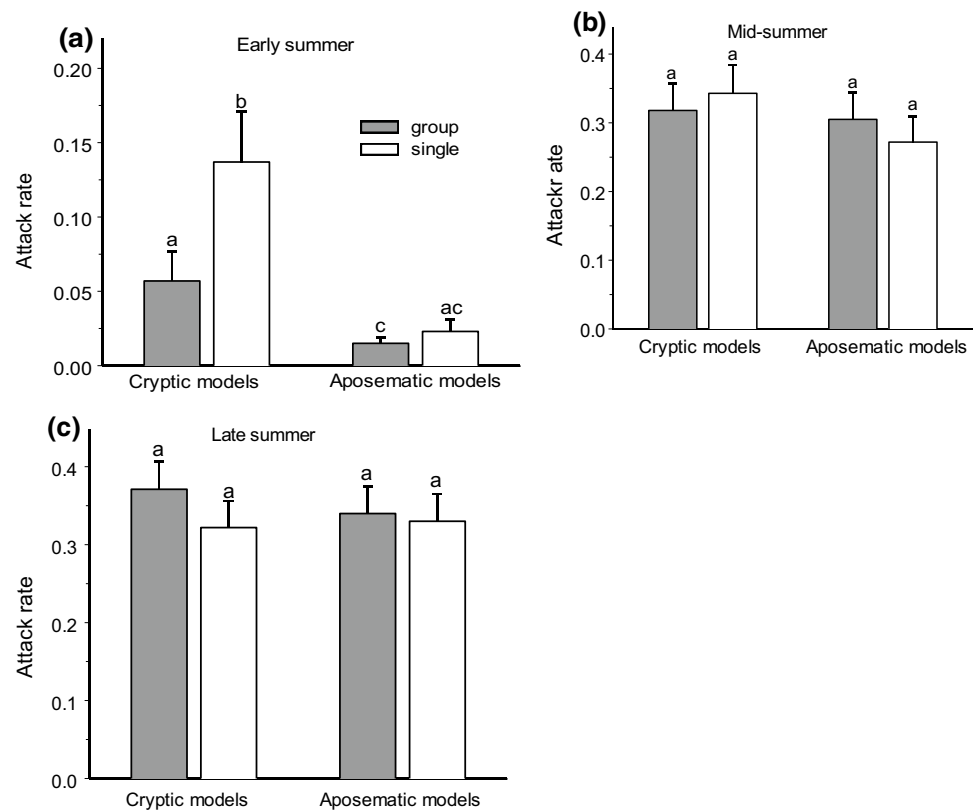 (a)
Early summer
0.20
0.15
0.10
0.05
0.00
Attack rate
a
b
c
ac
group
single
Cryptic models
Aposematic models
(b)
Mid-summer
0.4
0.3
0.2
0.1
0.0
Attackr ate
a
a
a
a
Cryptic models
Aposematic models
(c)
Late summer
0.4
0.3
0.2
0.1
0.0
Attack rate
a
a
a
a
Cryptic models
Aposematic models